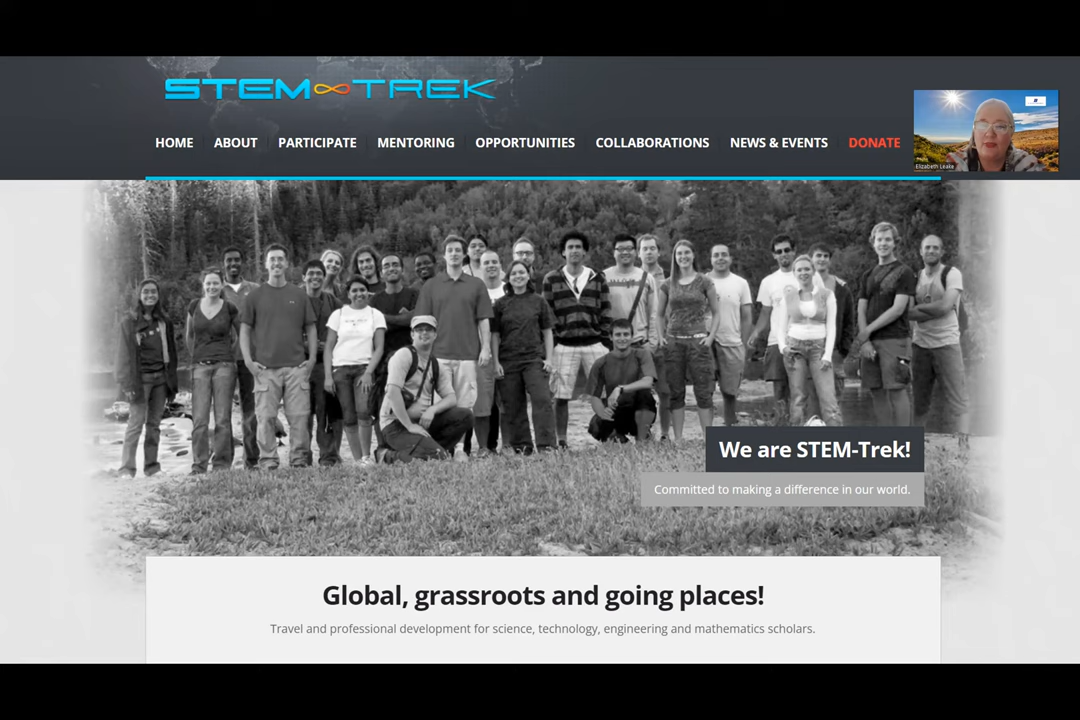 STEM TREK
HOME ABOUT PARTICIPATE MENTORING OPPORTUNITIES COLLABORATIONS NEWS & EVENTS DONATE
Elizabeth Leake
We are STEM-Trek!
Committed to making a difference in our world.
Global, grassroots and going places!
Travel and professional development for science, technology, engineering and mathematics scholars.